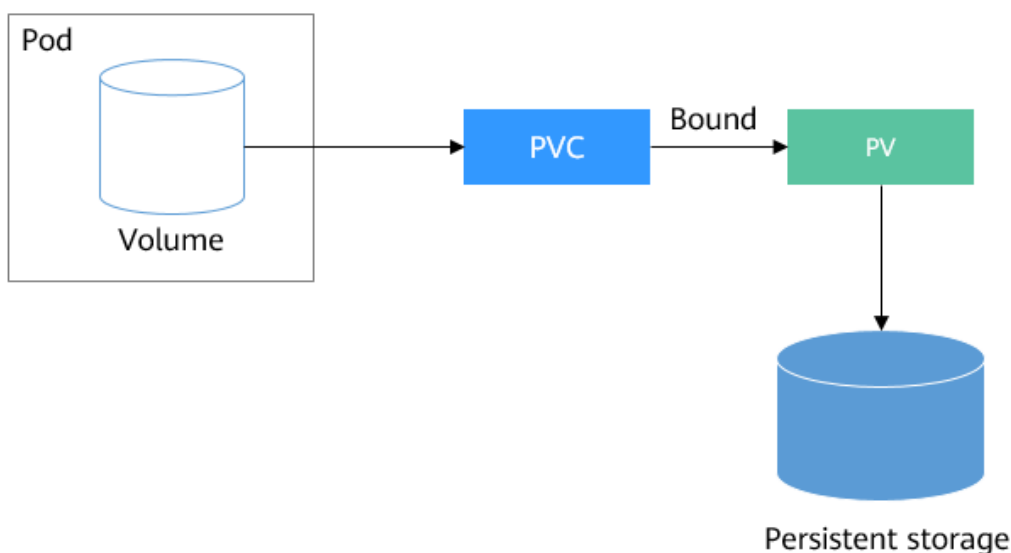 Pod
Volume
PVC
Bound
PV
Persistent storage